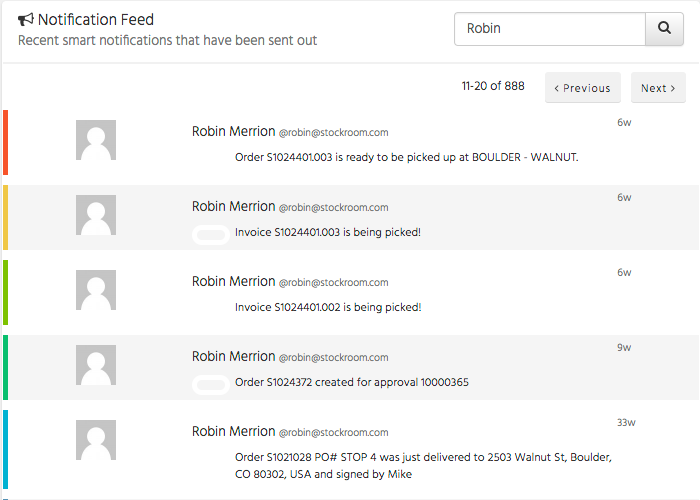 Notification Feed
Recent smart notifications that have been sent out
Robin
11-20 of 888
< Previous
Next >
Robin Merrion @robin@stockroom.com
6w
Order S1024401.003 is ready to be picked up at BOULDER - WALNUT.
Robin Merrion @robin@stockroom.com
6w
Invoice S1024401.003 is being picked!
Robin Merrion @robin@stockroom.com
6w
Invoice S1024401.002 is being picked!
Robin Merrion @robin@stockroom.com
9w
Order S1024372 created for approval 10000365
Robin Merrion @robin@stockroom.com
33w
Order S1021028 PO# STOP 4 was just delivered to 2503 Walnut St, Boulder,
CO 80302, USA and signed by Mike